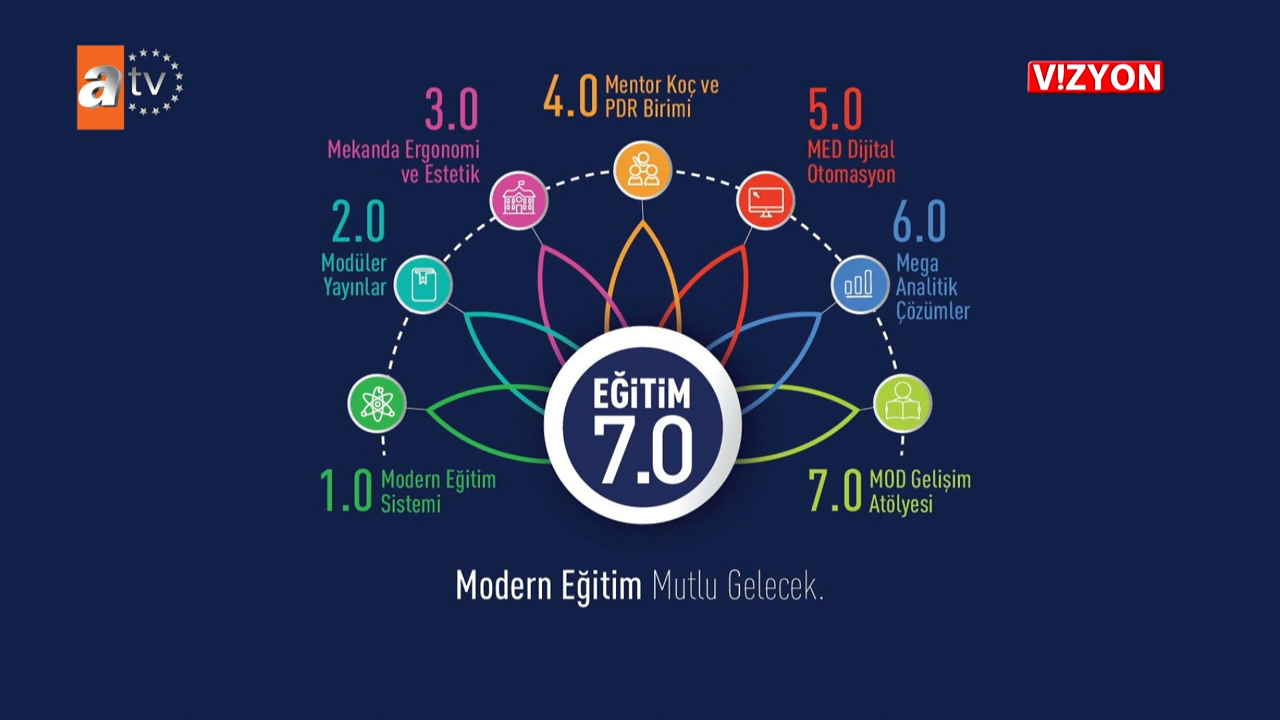 a tv
V!ZYON
4.0 Mentor Koç ve
PDR Birimi
3.0
Mekanda Ergonomi
ve Estetik
5.0
MED Dijital
Otomasyon
2.0
Modüler
Yayınlar
6.0
Mega
Analitik
Çözümler
EĞİTİM
7.0
1.0 Modern Eğitim
Sistemi
7.0 MOD Gelişim
Atölyesi
Modern Eğitim Mutlu Gelecek.